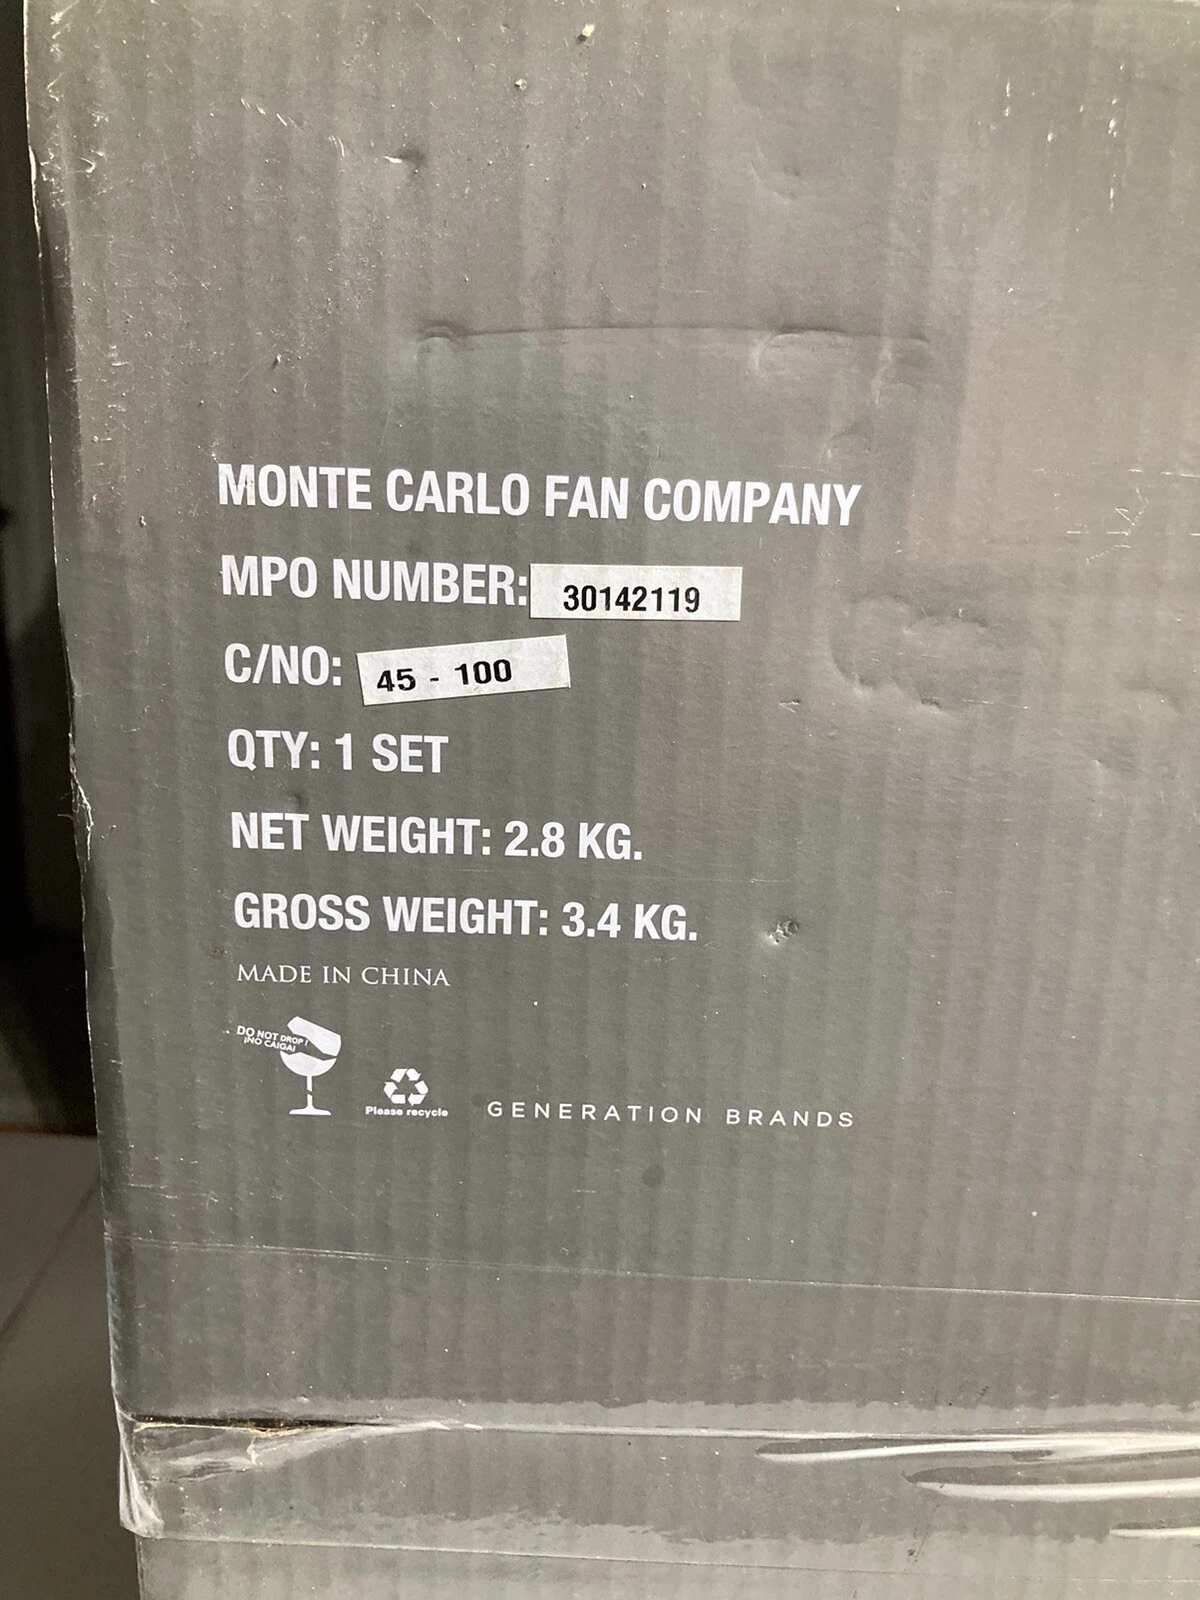 MONTE CARLO FAN COMPANY
MPO NUMBER: 30142119
C/NO: 45 - 100
QTY: 1 SET
NET WEIGHT: 2.8 KG.
GROSS WEIGHT: 3.4 KG.
MADE IN CHINA
DO NOT DROP!
¡NO CAIGA!
Please recycle
GENERATION BRANDS